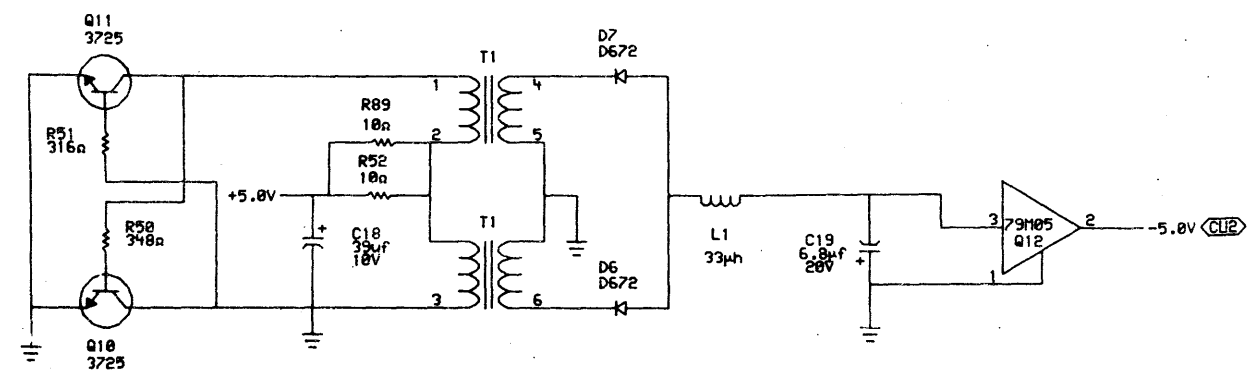 Q11
3725
R51
316Ω
R50
348Ω
Q10
3725
+5.0V
R89
10Ω
R52
10Ω
+
C18
39µf
10V
T1
1
2
4
5
T1
3
6
D7
D672
D6
D672
L1
33µh
C19
6.8µf
20V
+
3
79M05
Q12
2
1
-5.0V
CLI2